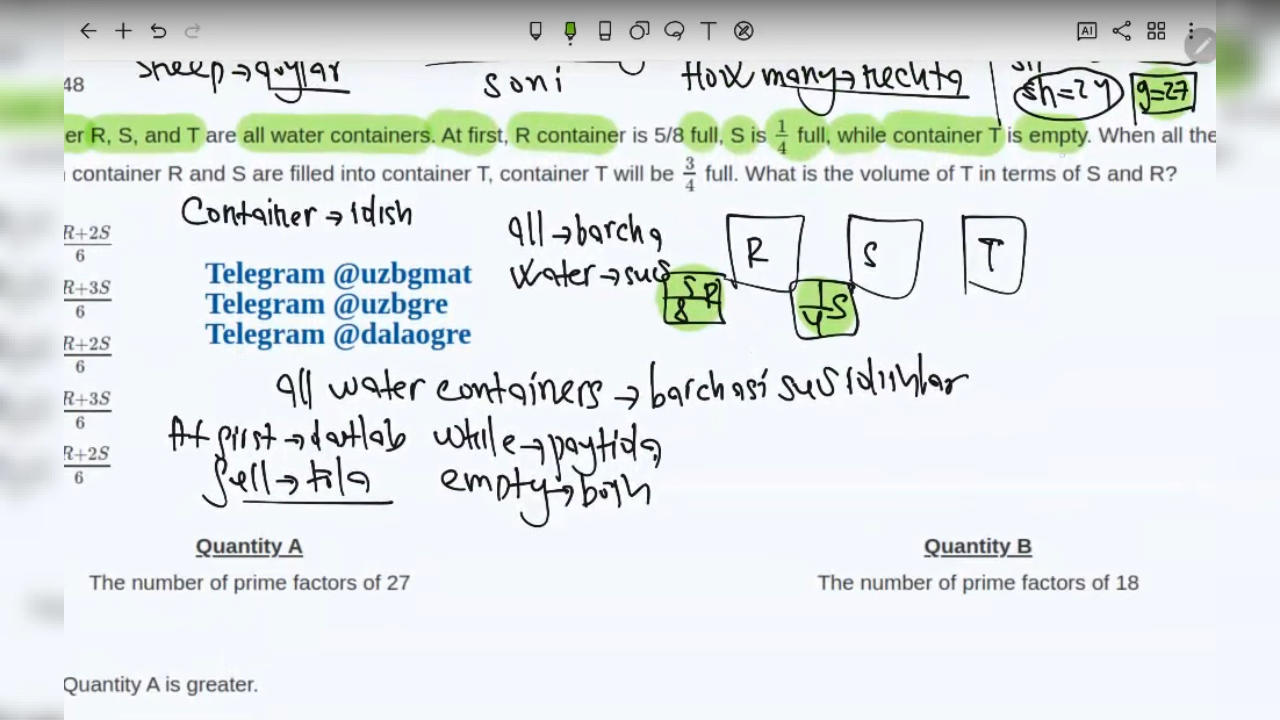 48
sheep→qoylar
soni
How many→nechta
sh=24
g=27
er R, S, and T are all water containers. At first, R container is 5/8 full, S is 1/4 full, while container T is empty. When all the
container R and S are filled into container T, container T will be 3/4 full. What is the volume of T in terms of S and R?
Container→idish
all→barcha
R
S
T
R+2S/6
Water→suv
5/8 R
1/4 S
Telegram @uzbgmat
R+3S/6
Telegram @uzbgre
Telegram @dalaogre
R+2S/6
all water containers→barchasi suv idishlar
R+3S/6
At first→dastlab while→paytida
R+2S/6
full→to'la empty→bo'sh
Quantity A
Quantity B
The number of prime factors of 27
The number of prime factors of 18
Quantity A is greater.